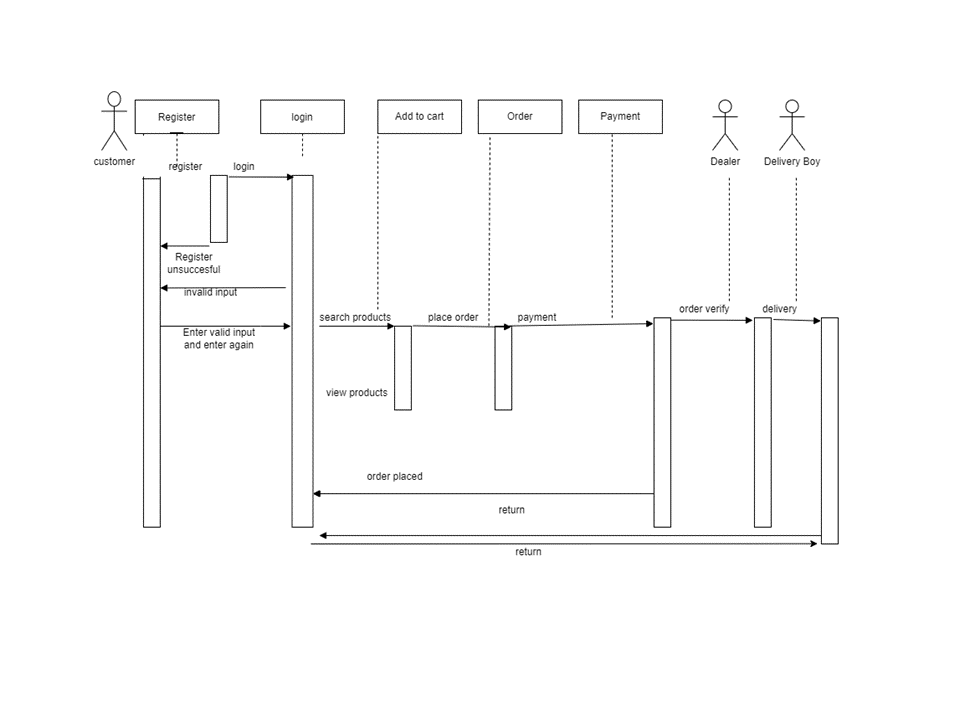 Register
login
Add to cart
Order
Payment
customer
Dealer
Delivery Boy
register
login
Register
unsuccesful
invalid input
search products
place order
payment
order verify
delivery
Enter valid input
and enter again
view products
order placed
return
return